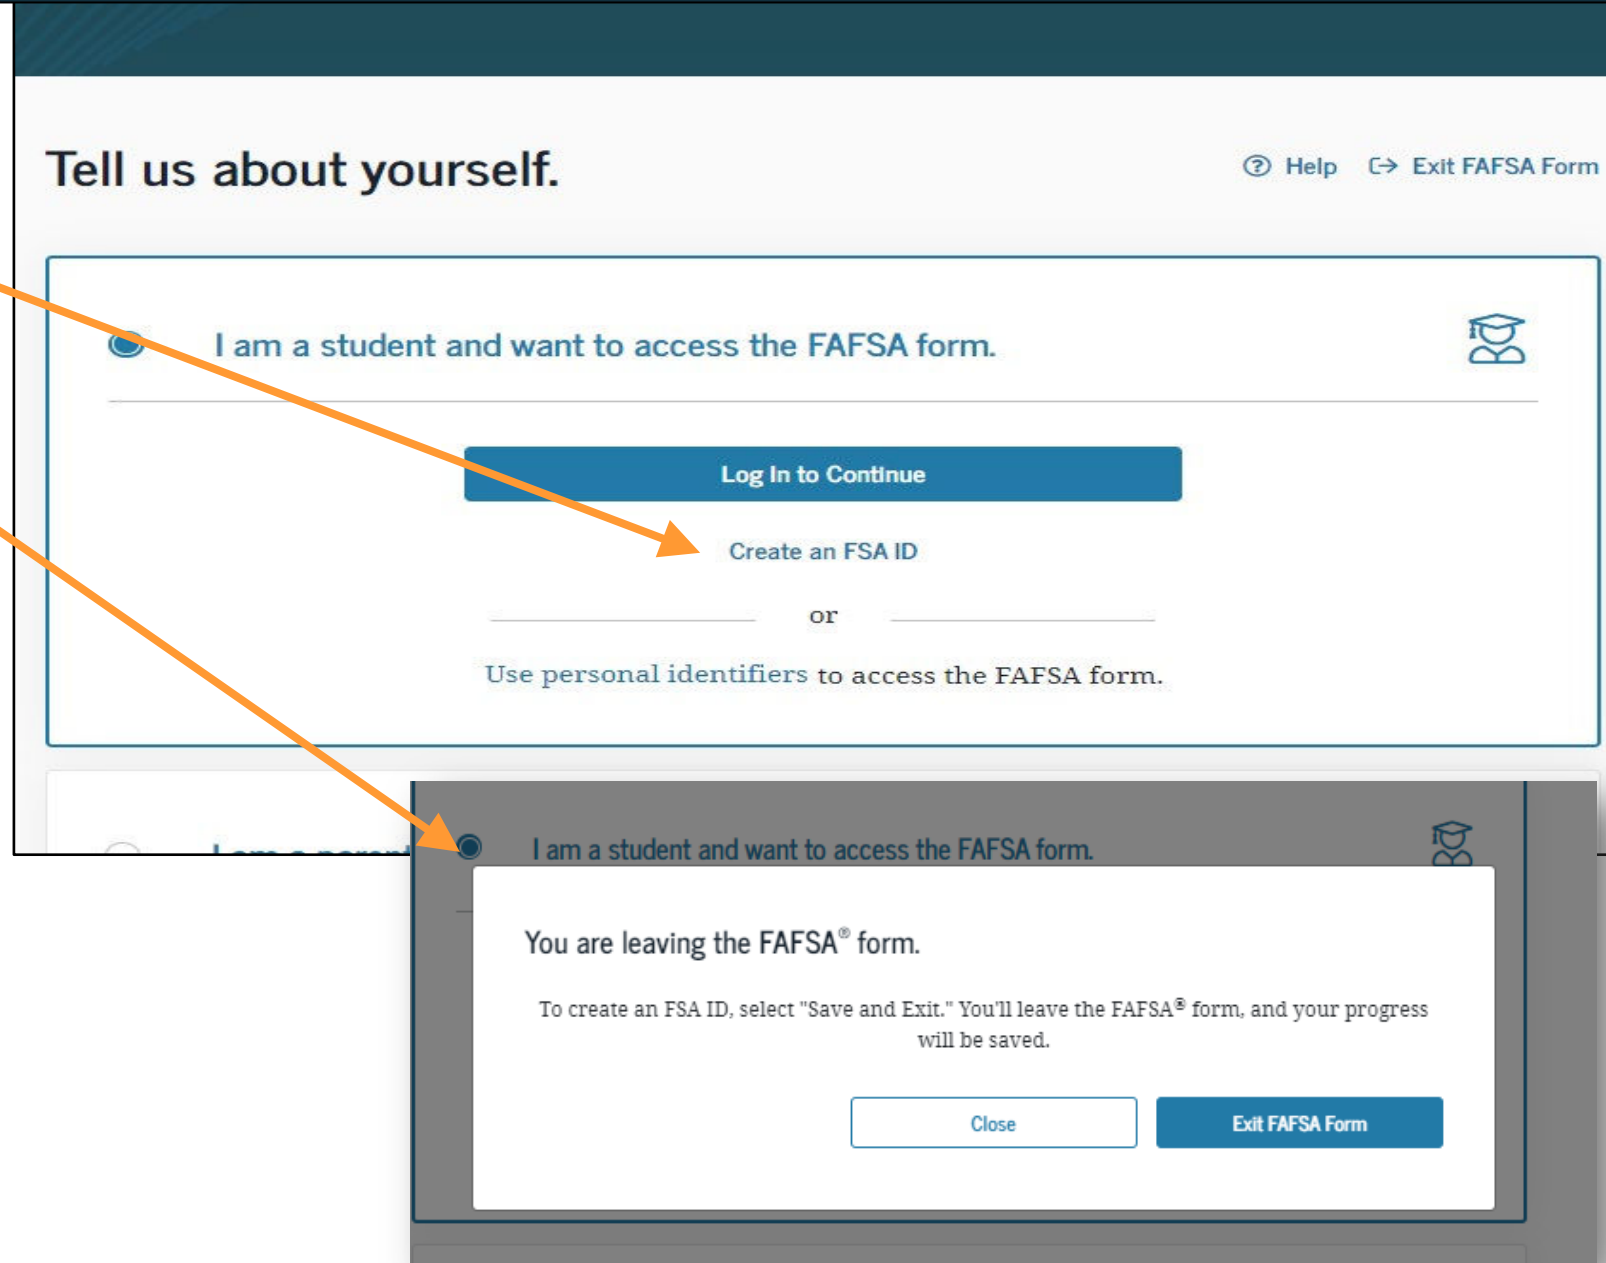 Tell us about yourself.
Help
Exit FAFSA Form
I am a student and want to access the FAFSA form.
Log In to Continue
Create an FSA ID
or
Use personal identifiers to access the FAFSA form.
I am a parent
I am a student and want to access the FAFSA form.
You are leaving the FAFSA® form.
To create an FSA ID, select "Save and Exit." You'll leave the FAFSA® form, and your progress
will be saved.
Close
Exit FAFSA Form